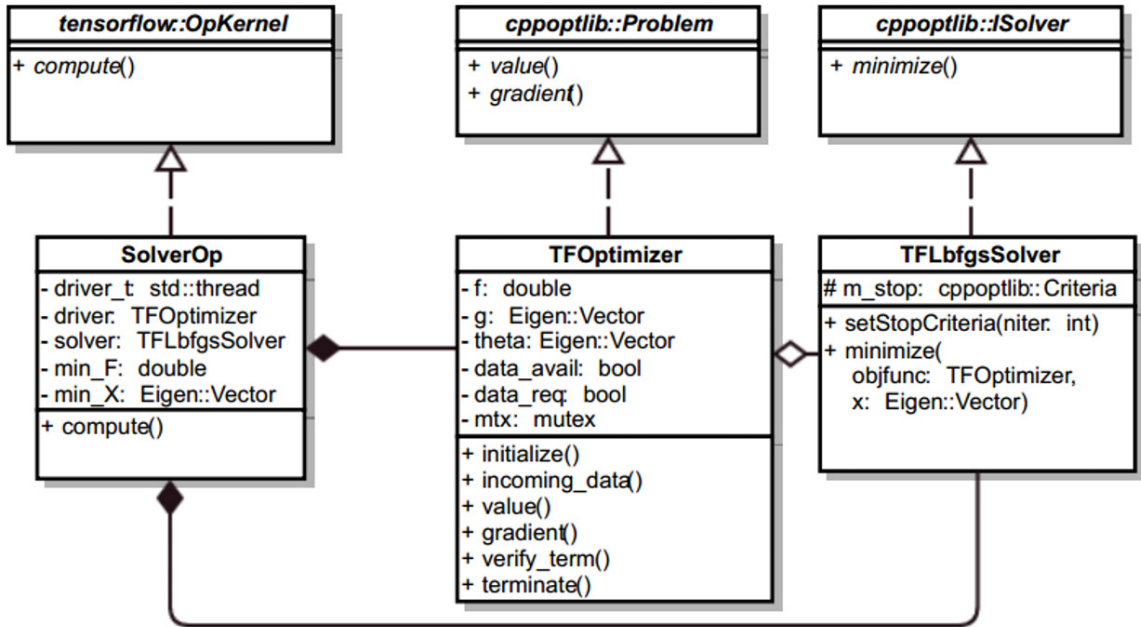 tensorflow::OpKernel
+ compute()
cppoptlib::Problem
+ value()
+ gradient()
cppoptlib::ISolver
+ minimize()
SolverOp
- driver_t: std::thread
- driver: TFOptimizer
- solver: TFLbfgsSolver
- min_F: double
- min_X: Eigen::Vector
+ compute()
TFOptimizer
- f: double
- g: Eigen::Vector
- theta: Eigen::Vector
- data_avail: bool
- data_req: bool
- mtx: mutex
+ initialize()
+ incoming_data()
+ value()
+ gradient()
+ verify_term()
+ terminate()
TFLbfgsSolver
# m_stop: cppoptlib::Criteria
+ setStopCriteria(niter: int)
+ minimize(
objfunc: TFOptimizer,
x: Eigen::Vector)